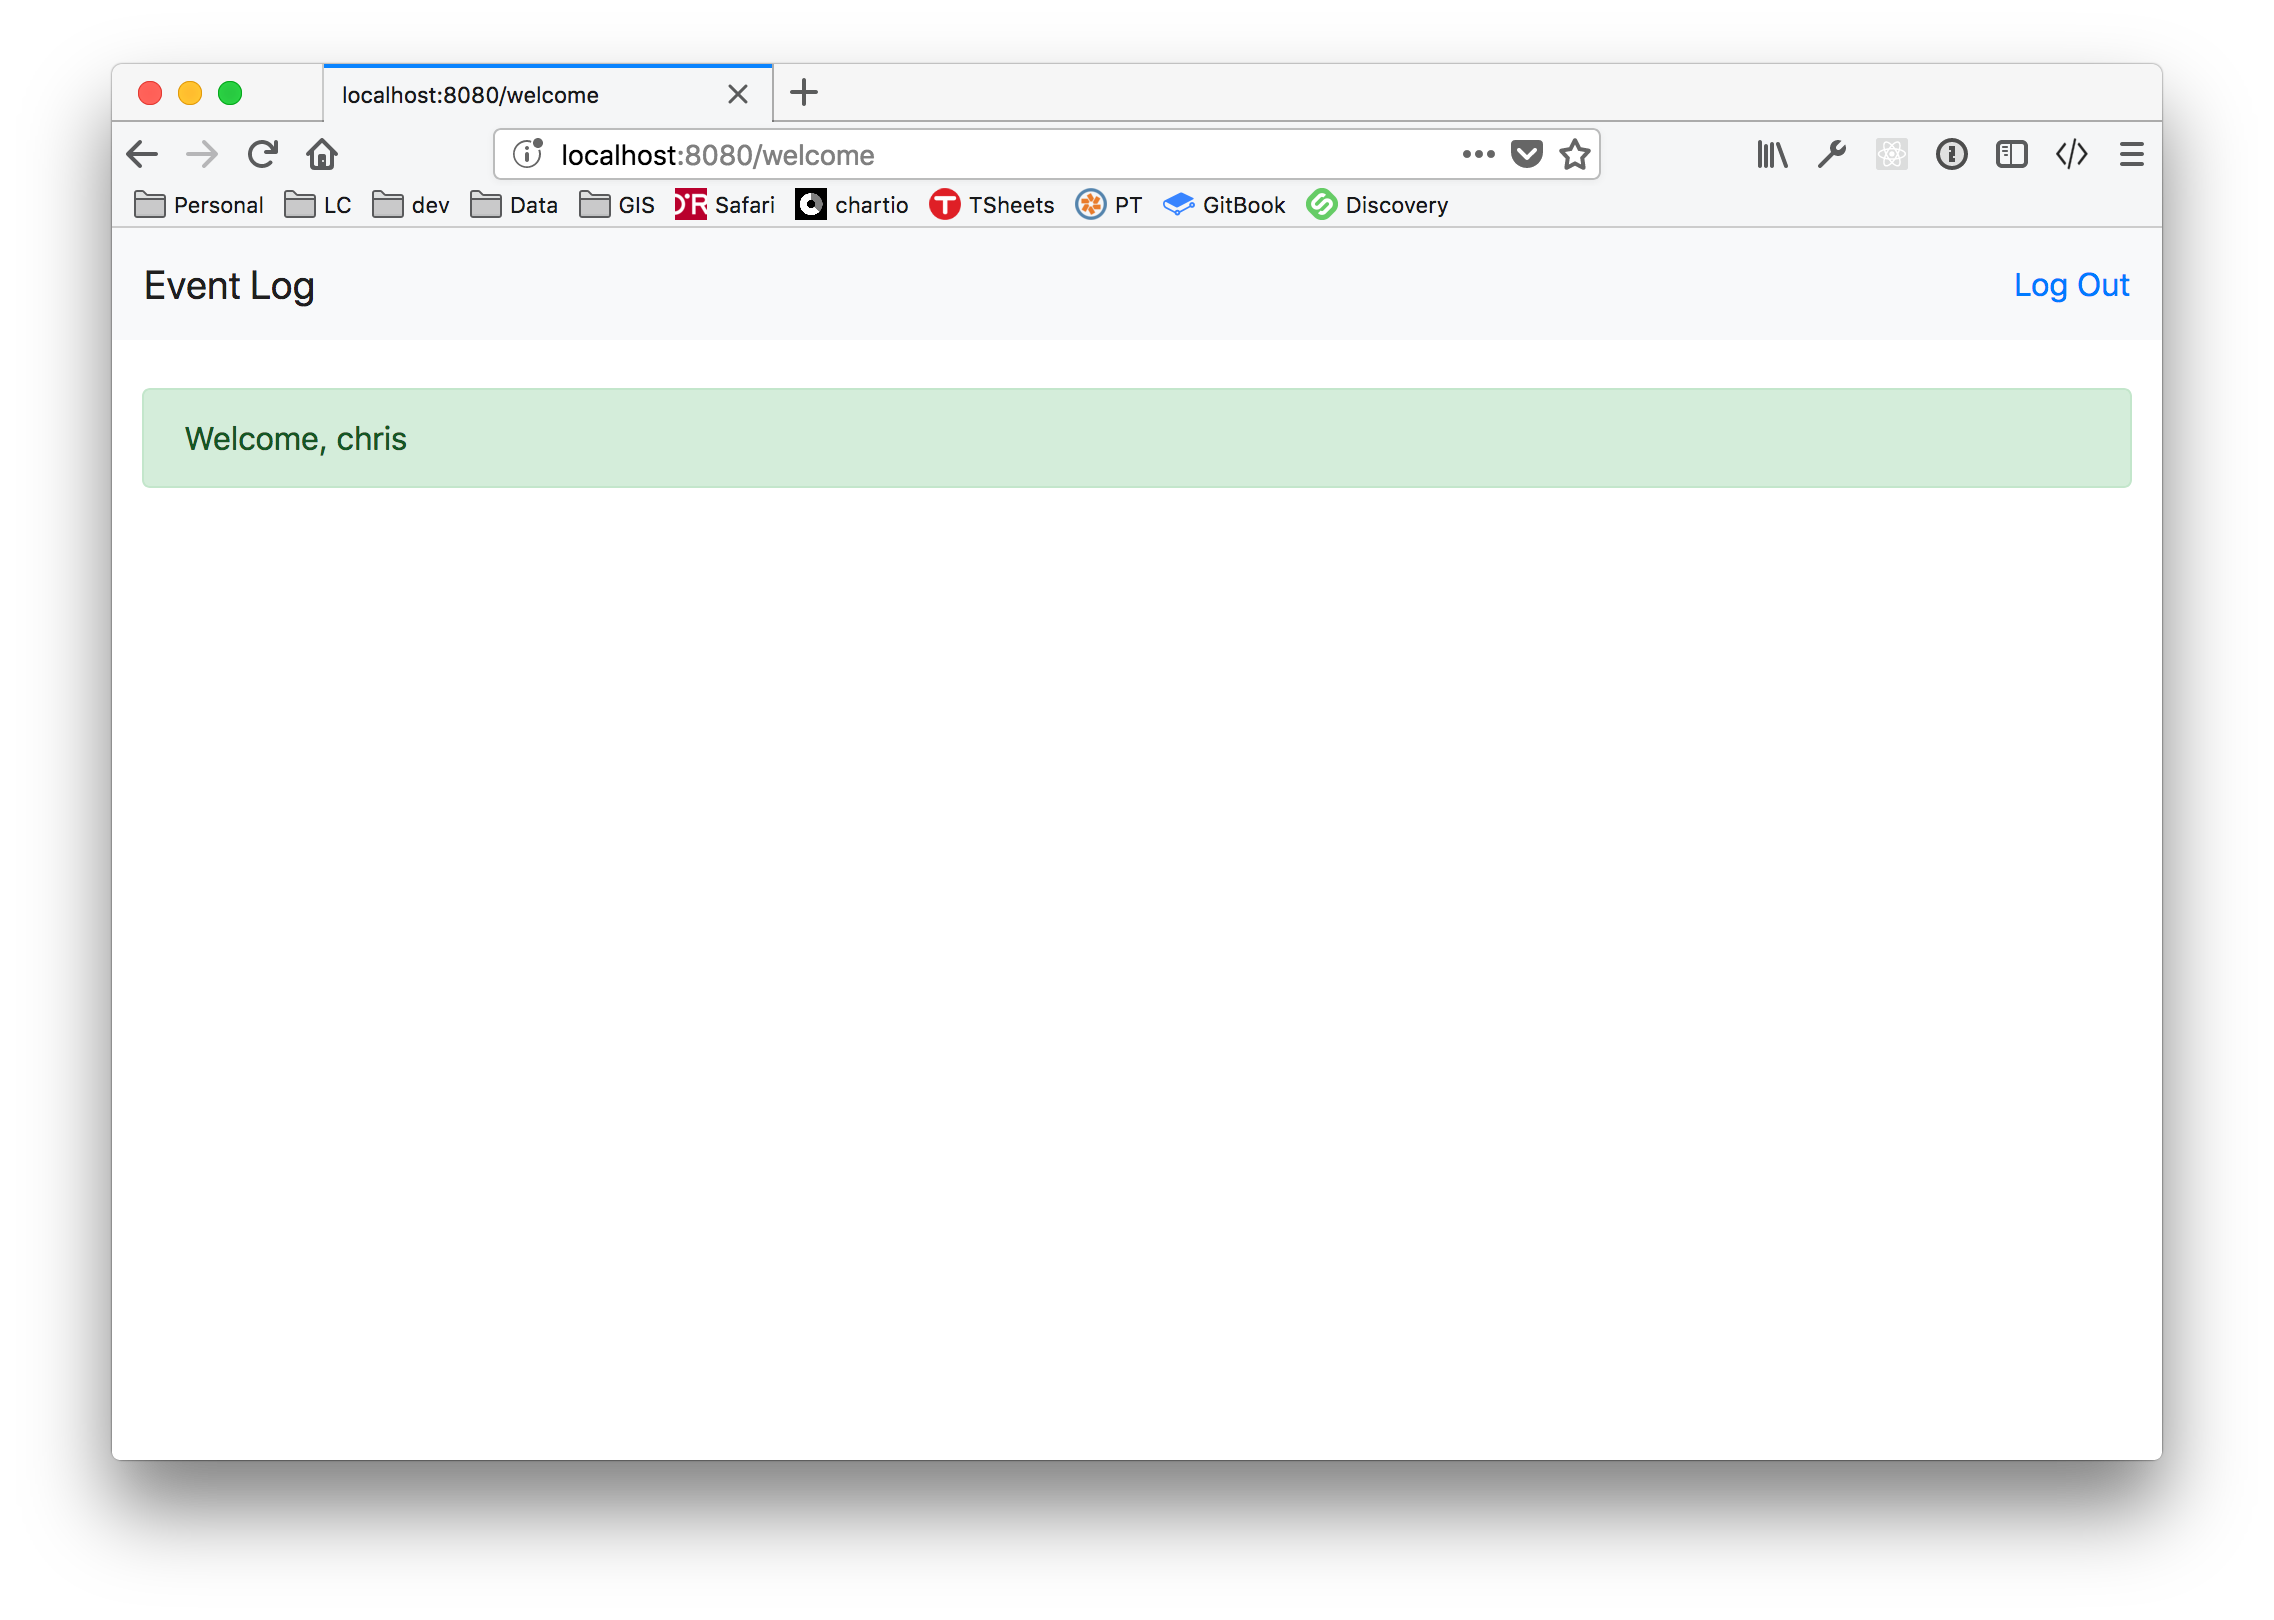 localhost:8080/welcome
localhost:8080/welcome
Personal LC dev Data GIS O'R Safari chartio TSheets PT GitBook Discovery
Event Log Log Out
Welcome, chris